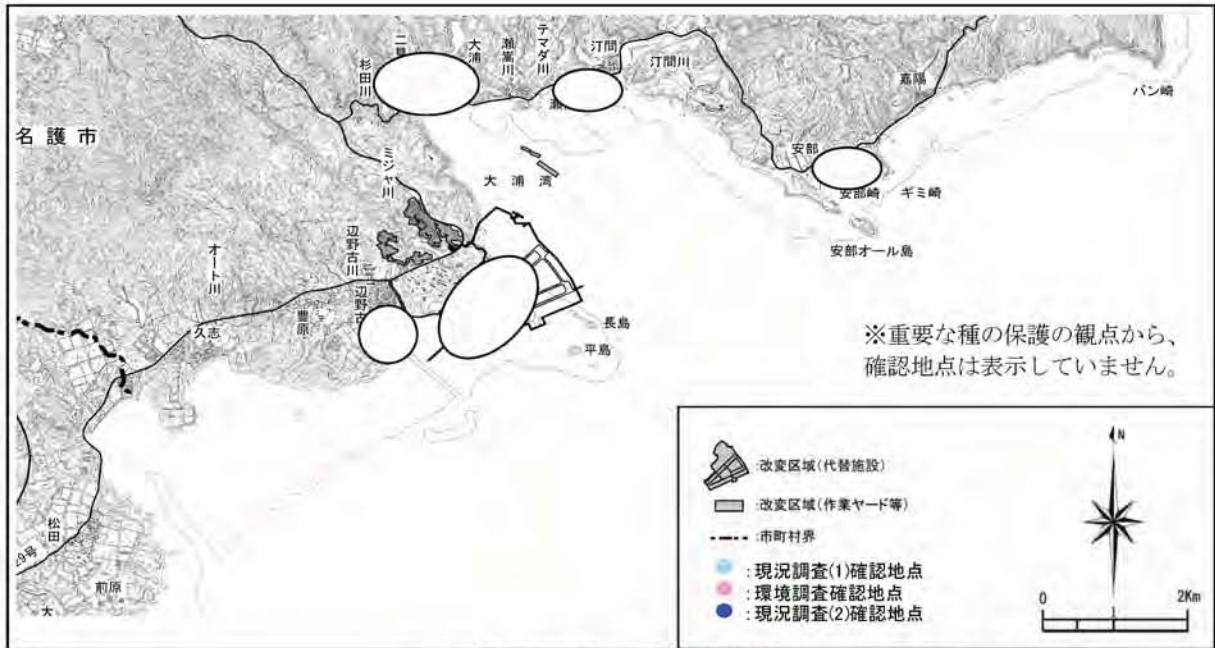 二見
杉田川
大浦
瀬嵩川
テマダ川
汀間
汀間川
嘉陽
バン崎
名護市
ミジャ川
大浦湾
安部
安部崎
ギミ崎
安部オール島
辺野古川
オート川
辺野古
豊原
久志
長島
平島
※重要な種の保護の観点から、
確認地点は表示していません。
松田
29号
前原
:改変区域(代替施設)
:改変区域(作業ヤード等)
:市町村界
:現況調査(1)確認地点
:環境調査確認地点
:現況調査(2)確認地点
N
0 2Km